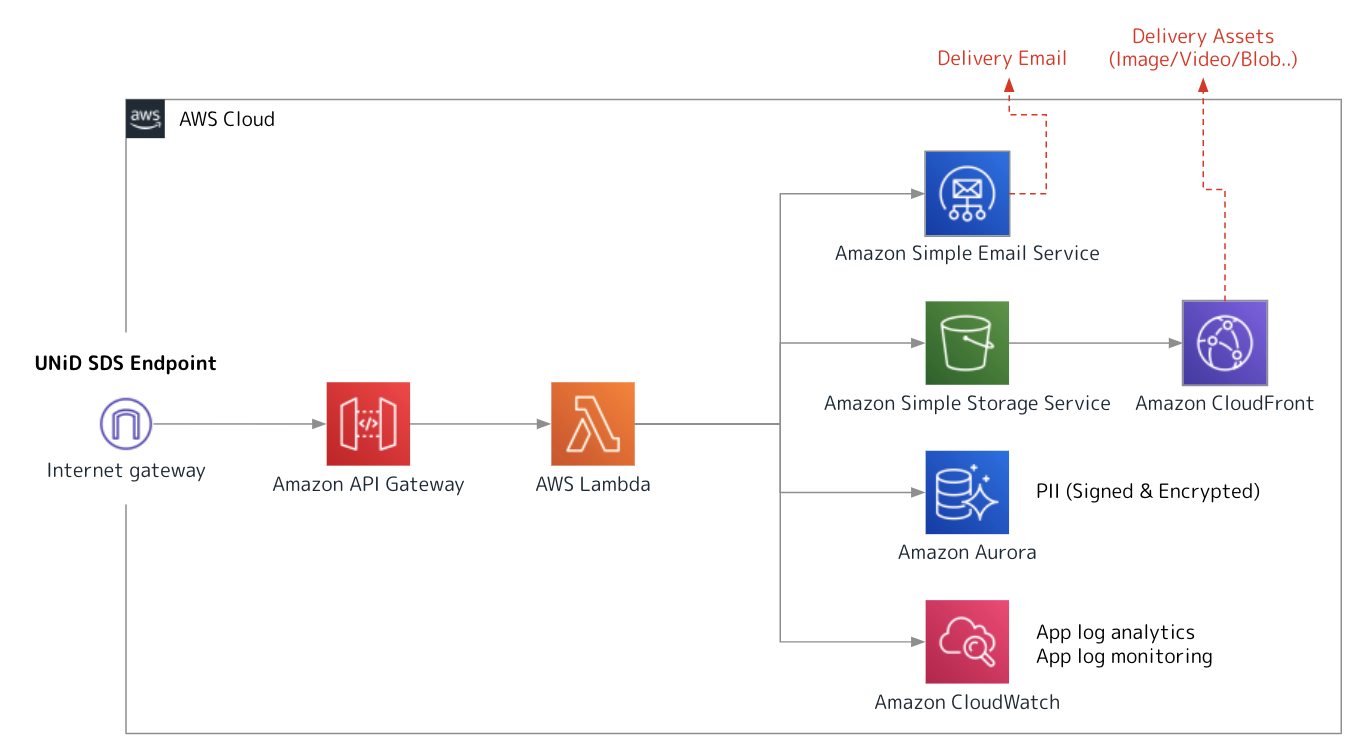 Delivery Email
Delivery Assets
(Image/Video/Blob..)
aws
AWS Cloud
Amazon Simple Email Service
UNiD SDS Endpoint
Internet gateway
</>
Amazon API Gateway
AWS Lambda
Amazon Simple Storage Service
Amazon CloudFront
PII (Signed & Encrypted)
Amazon Aurora
App log analytics
App log monitoring
Amazon CloudWatch